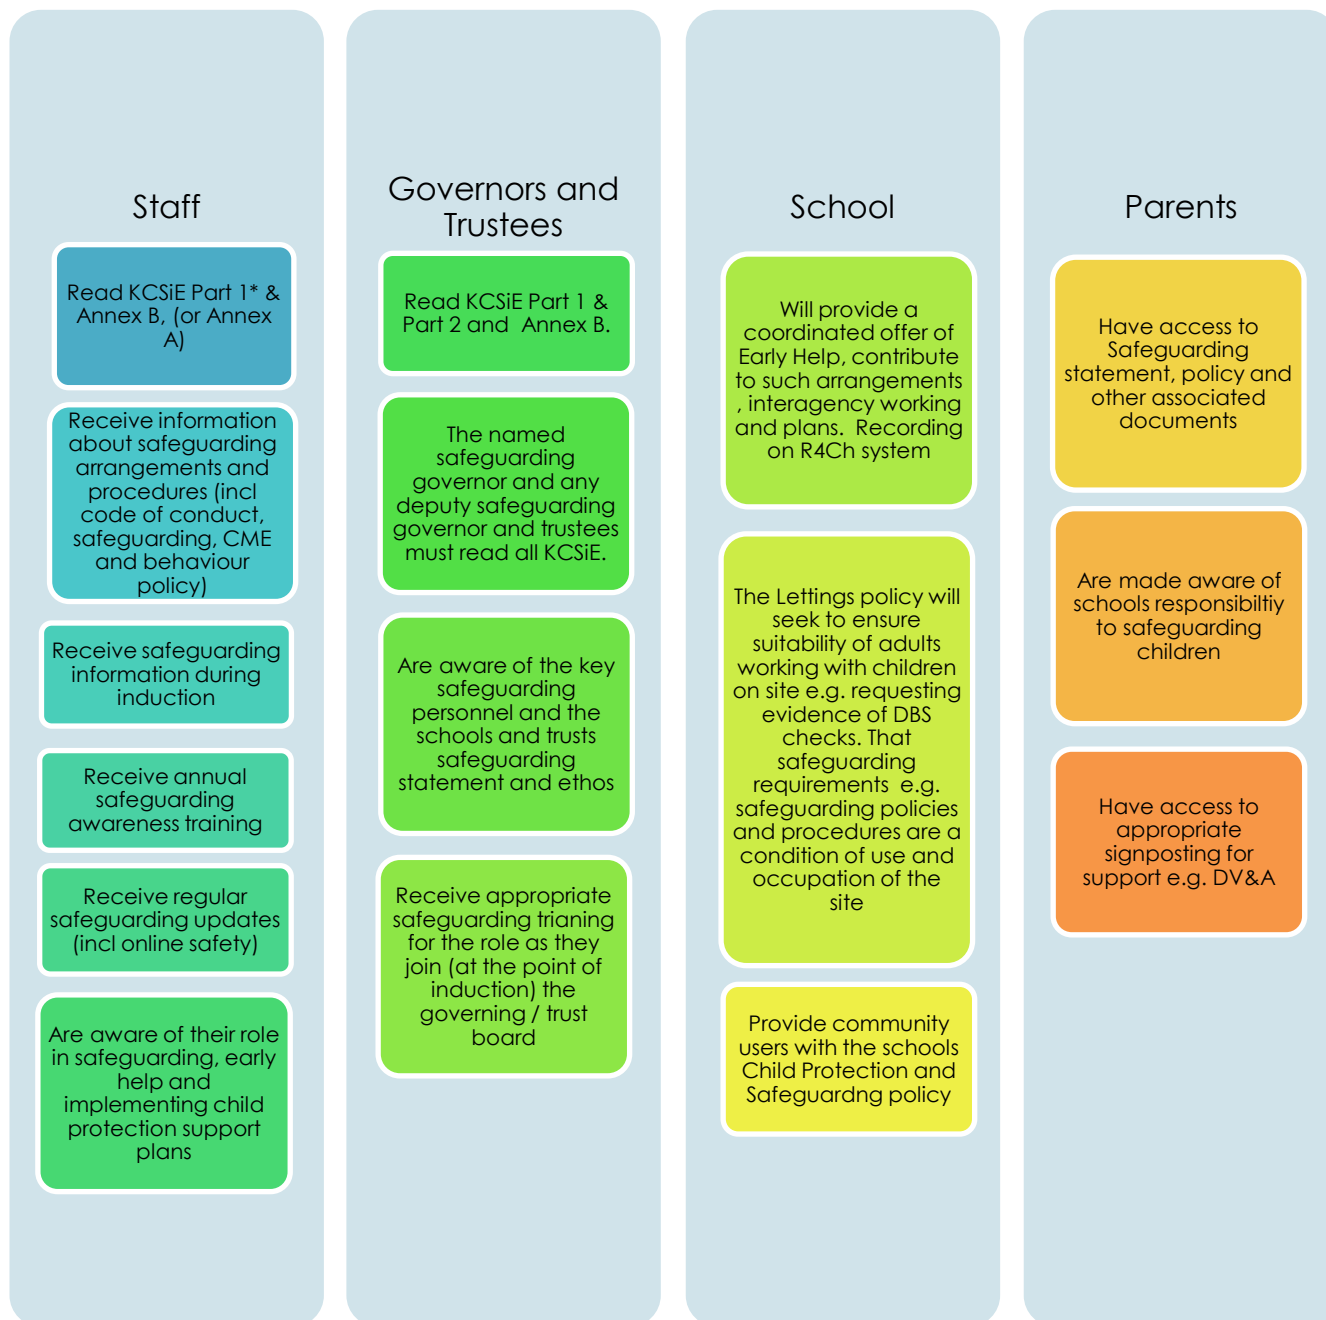 Staff
Read KCSiE Part 1* &
Annex B, (or Annex
A)
Receive information
about safeguarding
arrangements and
procedures (incl
code of conduct,
safeguarding, CME
and behaviour
policy)
Receive safeguarding
information during
induction
Receive annual
safeguarding
awareness training
Receive regular
safeguarding updates
(incl online safety)
Are aware of their role
in safeguarding, early
help and
implementing child
protection support
plans
Governors and
Trustees
Read KCSiE Part 1 &
Part 2 and  Annex B.
The named
safeguarding
governor and any
deputy safeguarding
governor and trustees
must read all KCSiE.
Are aware of the key
safeguarding
personnel and the
schools and trusts
safeguarding
statement and ethos
Receive appropriate
safeguarding trianing
for the role as they
join (at the point of
induction) the
governing / trust
board
School
Will provide a
coordinated offer of
Early Help, contribute
to such arrangements
, interagency working
and plans.  Recording
on R4Ch system
The Lettings policy will
seek to ensure
suitability of adults
working with children
on site e.g. requesting
evidence of DBS
checks. That
safeguarding
requirements  e.g.
safeguarding policies
and procedures are a
condition of use and
occupation of the
site
Provide community
users with the schools
Child Protection and
Safeguardng policy
Parents
Have access to
Safeguarding
statement, policy and
other associated
documents
Are made aware of
schools responsibiltiy
to safeguarding
children
Have access to
appropriate
signposting for
support e.g. DV&A